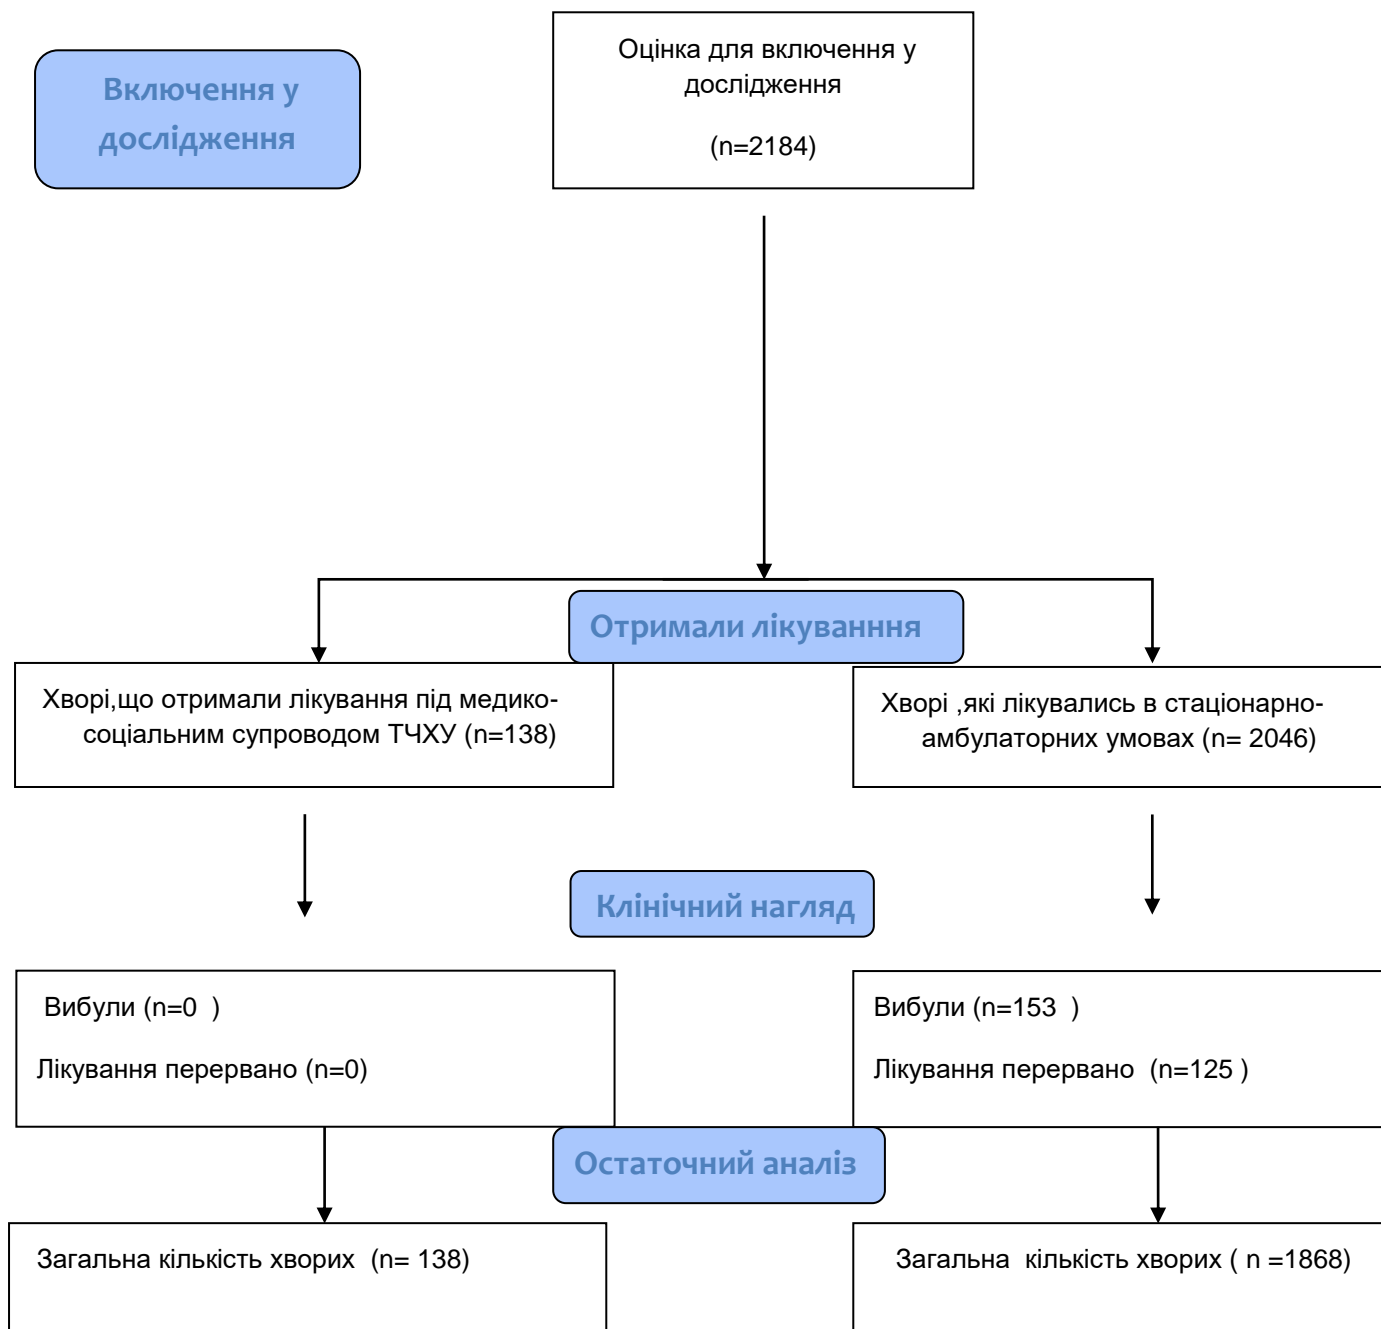 Включення у
дослідження
Оцінка для включення у
дослідження
(n=2184)
Отримали лікуванння
Хворі,що отримали лікування під медико-
соціальним супроводом ТЧХУ (n=138)
Хворі ,які лікувались в стаціонарно-
амбулаторних умовах (n= 2046)
Клінічний нагляд
Вибули (n=0  )
Лікування перервано (n=0)
Вибули (n=153  )
Лікування перервано  (n=125 )
Остаточний аналіз
Загальна кількість хворих  (n= 138)
Загальна  кількість хворих ( n =1868)